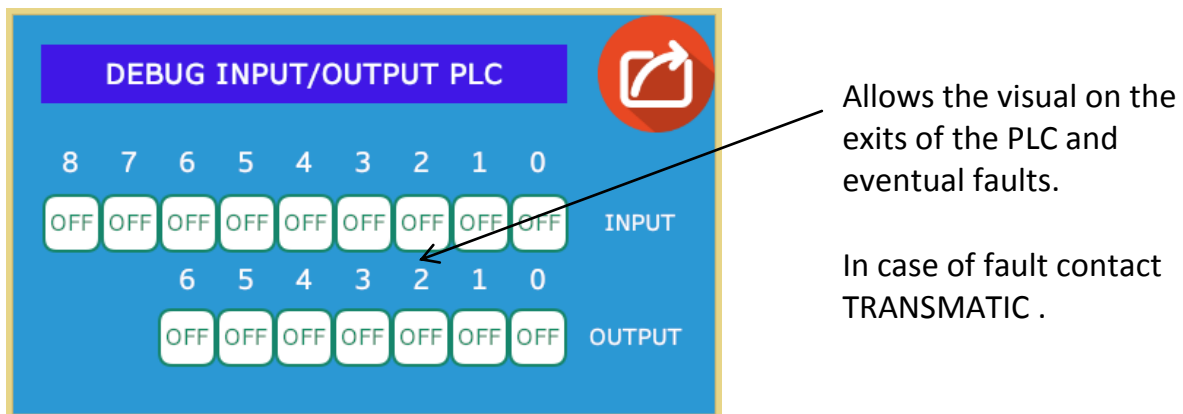 DEBUG INPUT/OUTPUT PLC
8 7 6 5 4 3 2 1 0
OFF OFF OFF OFF OFF OFF OFF OFF OFF INPUT
6 5 4 3 2 1 0
OFF OFF OFF OFF OFF OFF OFF OUTPUT
Allows the visual on the
exits of the PLC and
eventual faults.
In case of fault contact
TRANSMATIC .